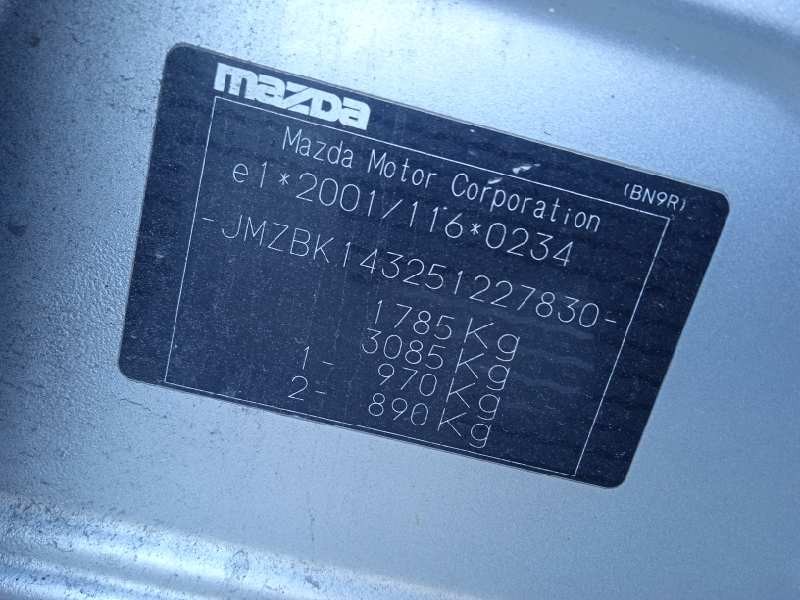 mazda
Mazda Motor Corporation
(BN9R)
e1*2001/116*0234
-JMZBK143251227830-
1785Kg
3085Kg
1- 970Kg
2- 890Kg